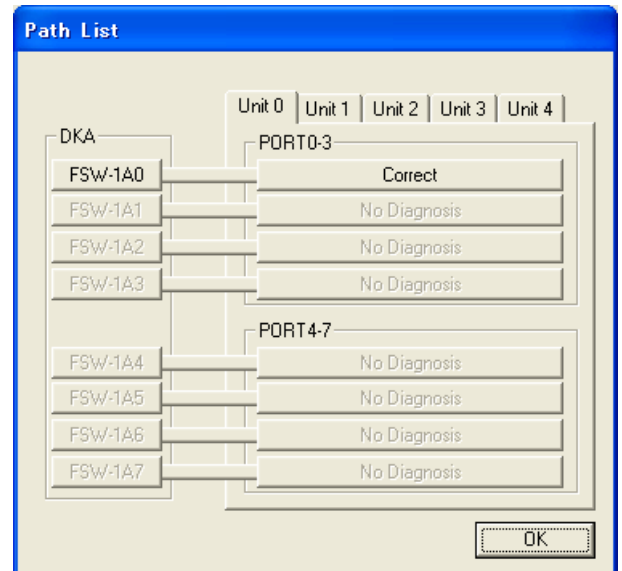 Path List
Unit 0 Unit 1 Unit 2 Unit 3 Unit 4
DKA PORT0-3
FSW-1A0 Correct
FSW-1A1 No Diagnosis
FSW-1A2 No Diagnosis
FSW-1A3 No Diagnosis
PORT4-7
FSW-1A4 No Diagnosis
FSW-1A5 No Diagnosis
FSW-1A6 No Diagnosis
FSW-1A7 No Diagnosis
OK